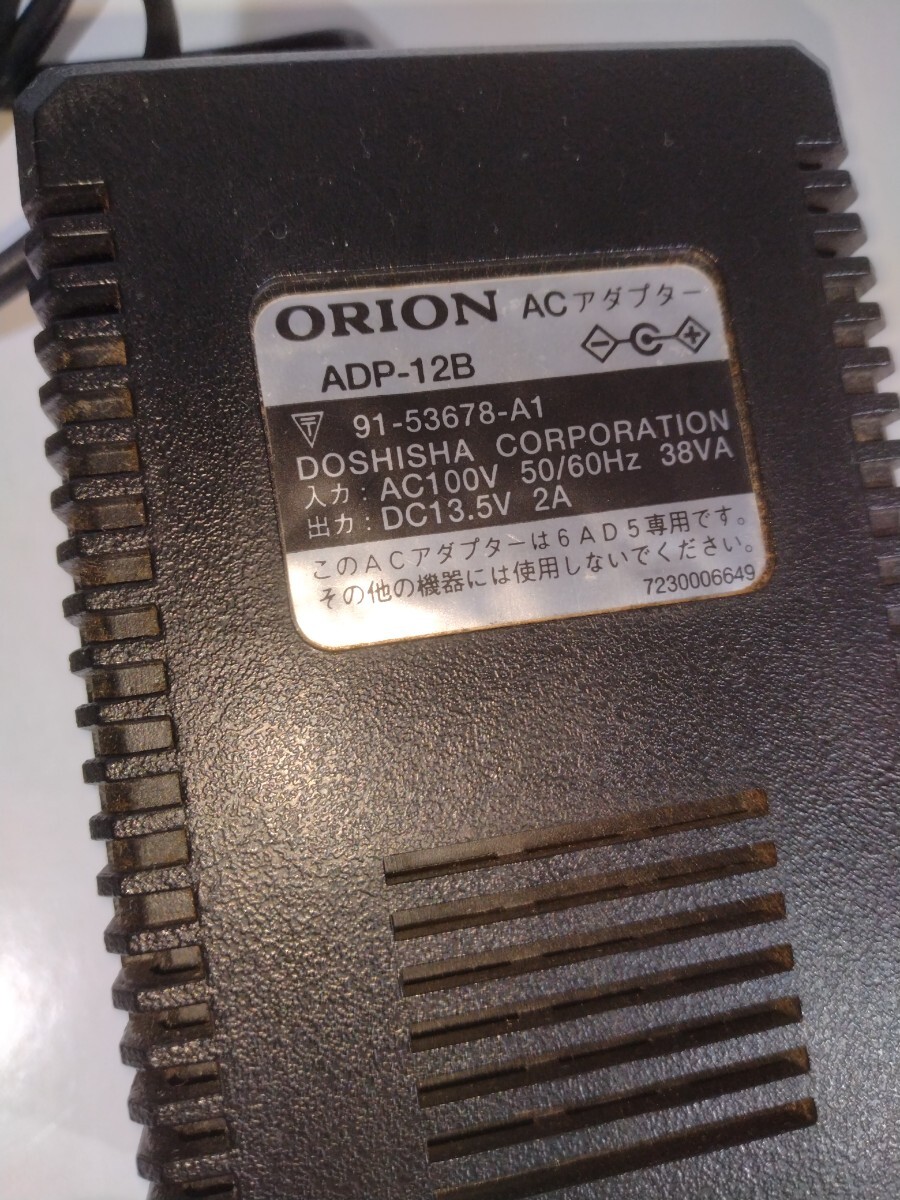 ORION ACアダプター
ADP-12B
〒 91-53678-A1
DOSHISHA CORPORATION
入力 : AC100V 50/60Hz 38VA
出力 : DC13.5V 2A
このACアダプターは6AD5専用です。
その他の機器には使用しないでください。
7230006649